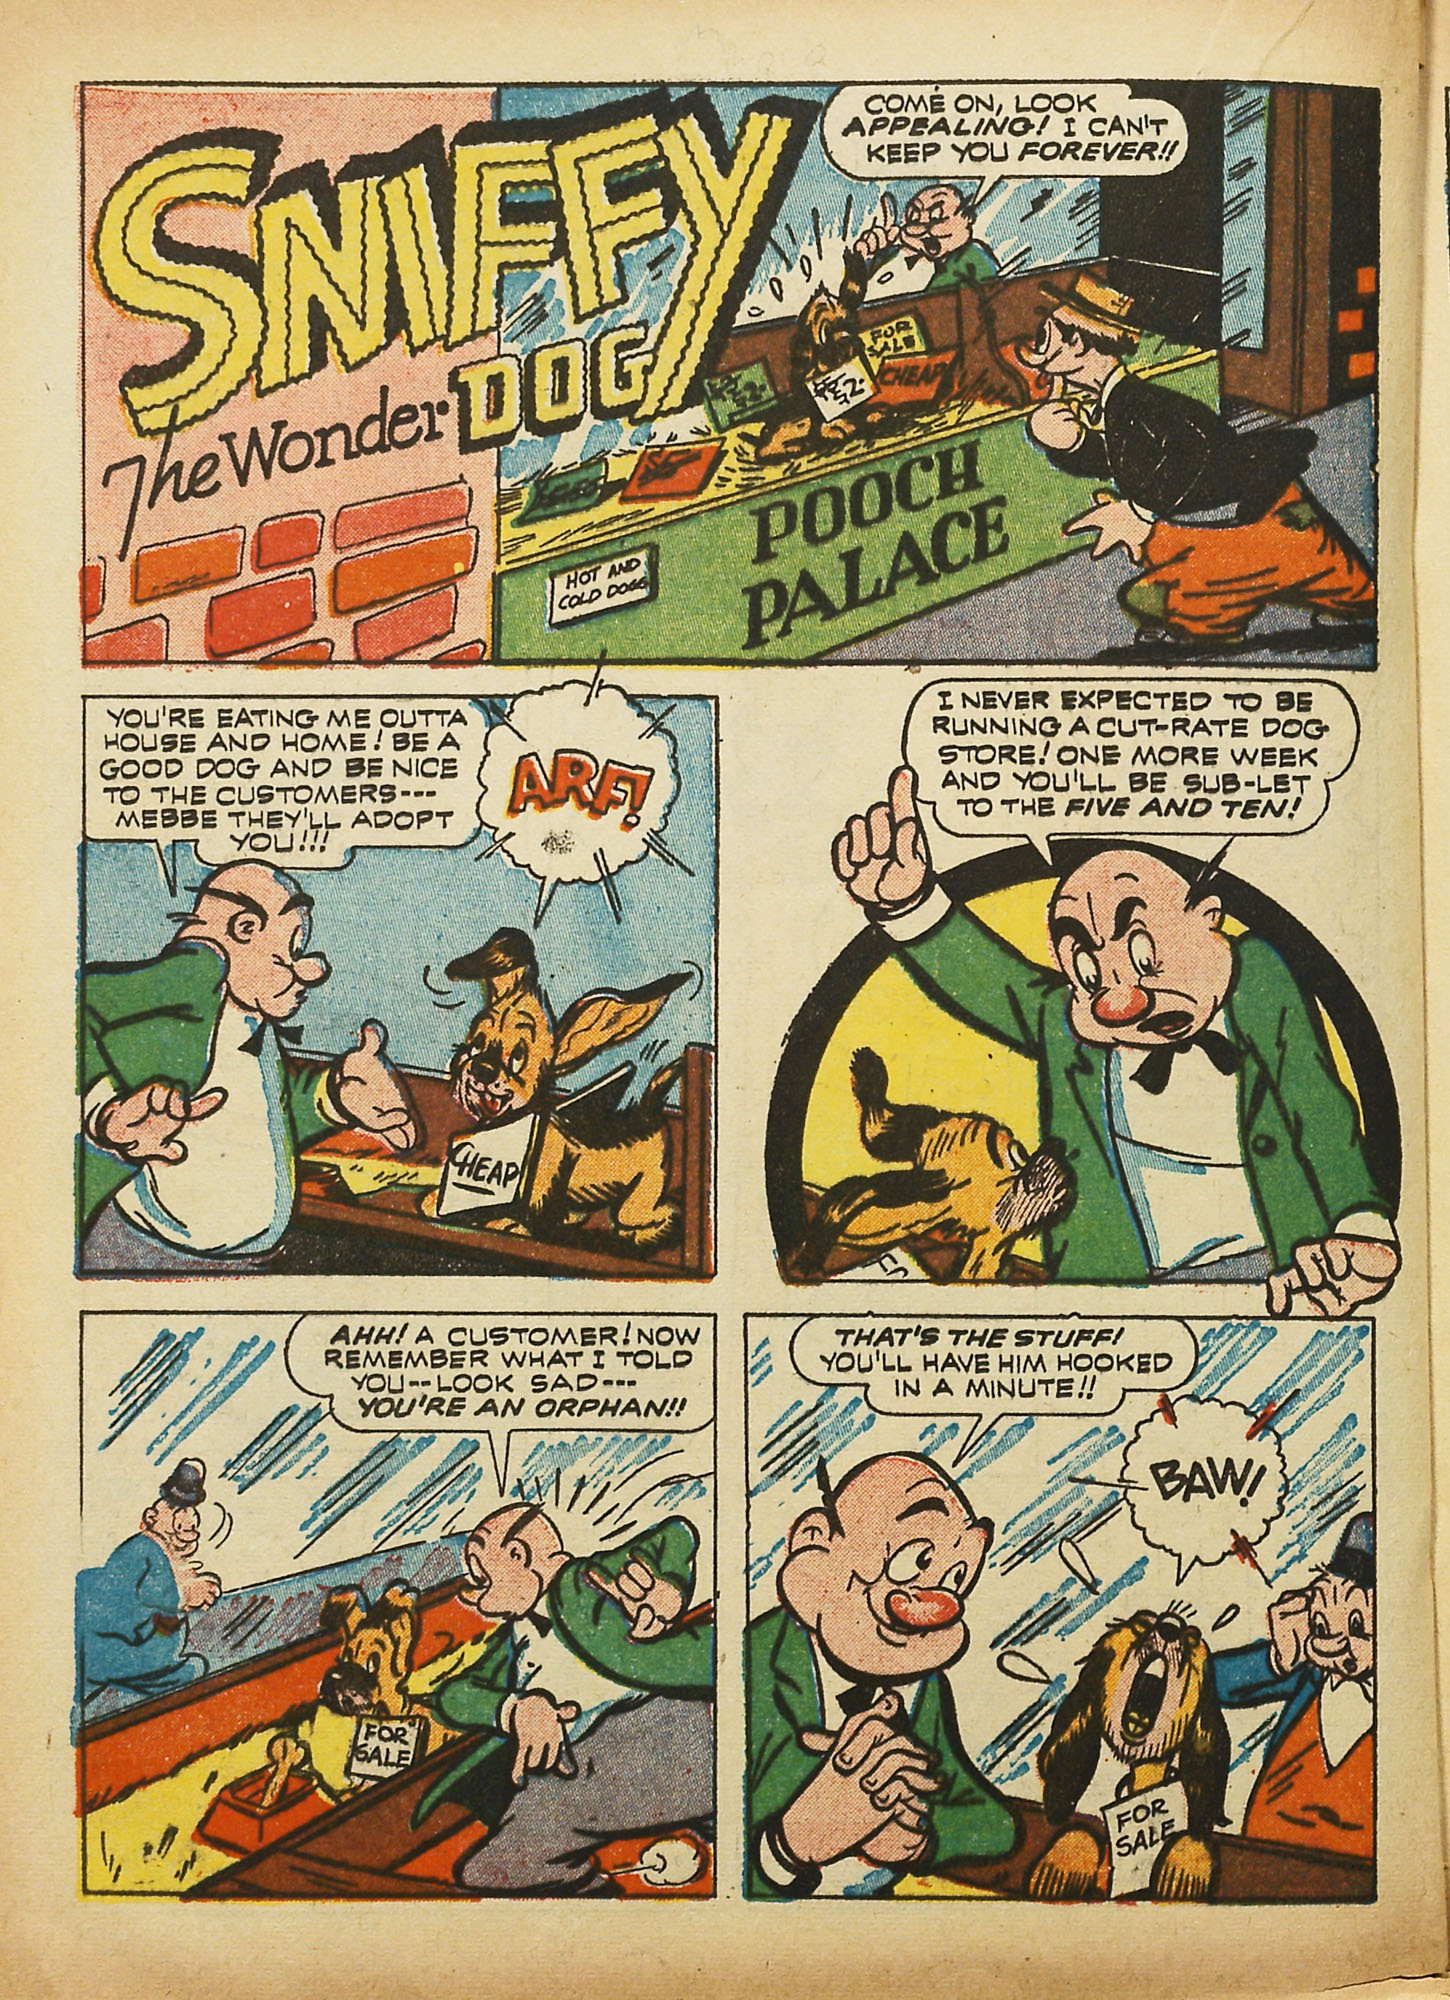 SNIFFY
The Wonder DOG
COME ON, LOOK
APPEALING! I CAN'T
KEEP YOU FOREVER!!
FOR
SALE
CHEAP
POOCH
PALACE
HOT AND
COLD DOGS
YOU'RE EATING ME OUTTA
HOUSE AND HOME! BE A
GOOD DOG AND BE NICE
TO THE CUSTOMERS---
MEBBE THEY'LL ADOPT
YOU!!!
ARF!
CHEAP
I NEVER EXPECTED TO BE
RUNNING A CUT-RATE DOG
STORE! ONE MORE WEEK
AND YOU'LL BE SUB-LET
TO THE FIVE AND TEN!
AHH! A CUSTOMER! NOW
REMEMBER WHAT I TOLD
YOU--LOOK SAD---
YOU'RE AN ORPHAN!!
FOR
SALE
THAT'S THE STUFF!
YOU'LL HAVE HIM HOOKED
IN A MINUTE!!
BAW!
FOR
SALE